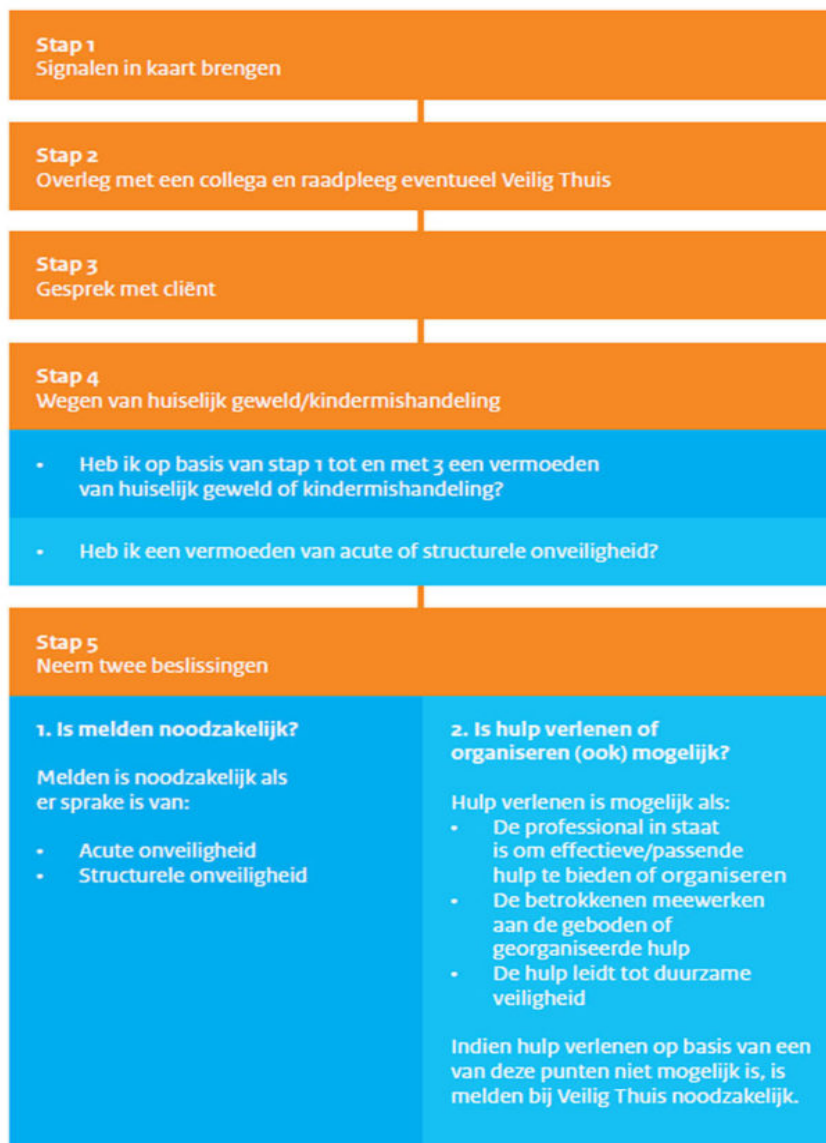 Stap 1
Signalen in kaart brengen
Stap 2
Overleg met een collega en raadpleeg eventueel Veilig Thuis
Stap 3
Gesprek met cliënt
Stap 4
Wegen van huiselijk geweld/kindermishandeling
• Heb ik op basis van stap 1 tot en met 3 een vermoeden
van huiselijk geweld of kindermishandeling?
• Heb ik een vermoeden van acute of structurele onveiligheid?
Stap 5
Neem twee beslissingen
1. Is melden noodzakelijk?
Melden is noodzakelijk als
er sprake is van:
• Acute onveiligheid
• Structurele onveiligheid
2. Is hulp verlenen of
organiseren (ook) mogelijk?
Hulp verlenen is mogelijk als:
• De professional in staat
is om effectieve/passende
hulp te bieden of organiseren
• De betrokkenen meewerken
aan de geboden of
georganiseerde hulp
• De hulp leidt tot duurzame
veiligheid
Indien hulp verlenen op basis van een
van deze punten niet mogelijk is, is
melden bij Veilig Thuis noodzakelijk.